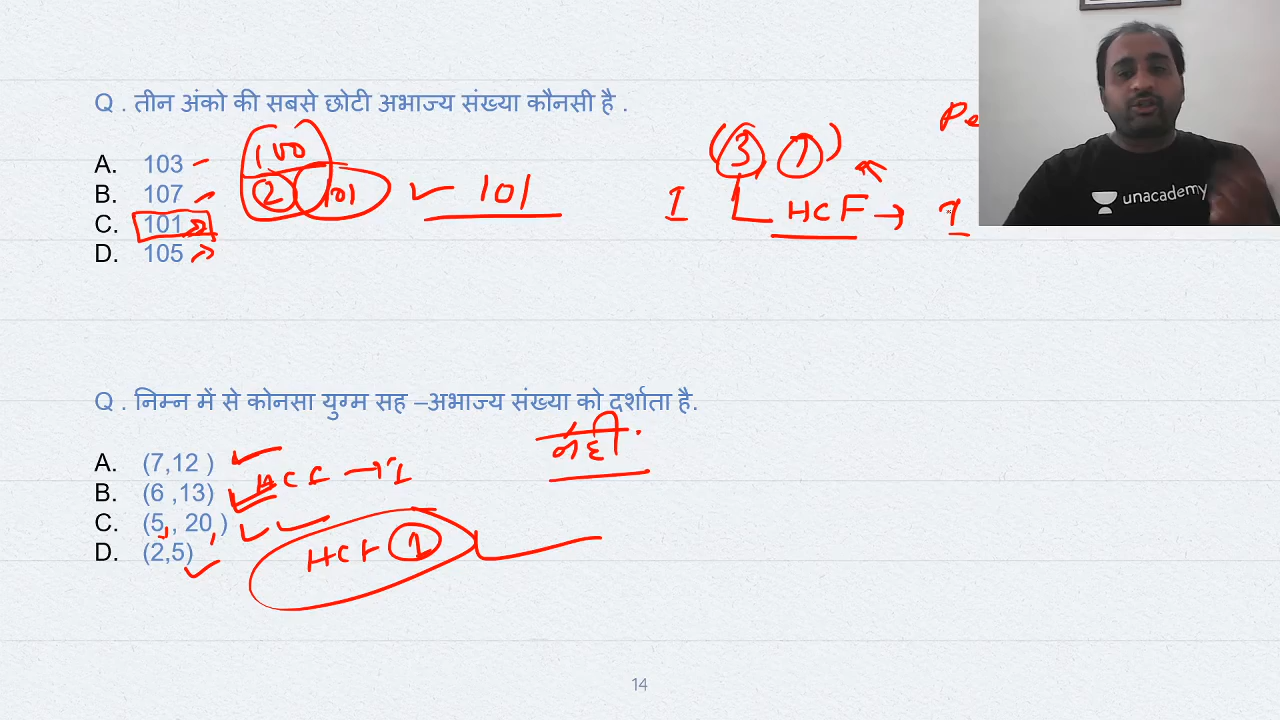 Q . तीन अंको की सबसे छोटी अभाज्य संख्या कौनसी है .
A. 103
B. 107
C. 101
D. 105
100
2 101
101
(3 1)
I HCF → 1
Pe
unacademy
Q . निम्न में से कोनसा युग्म सह –अभाज्य संख्या को दर्शाता है.
नही .
A. (7,12 )
B. (6 ,13)
C. (5, 20 )
D. (2,5)
HCF → 1
HCF 1
14